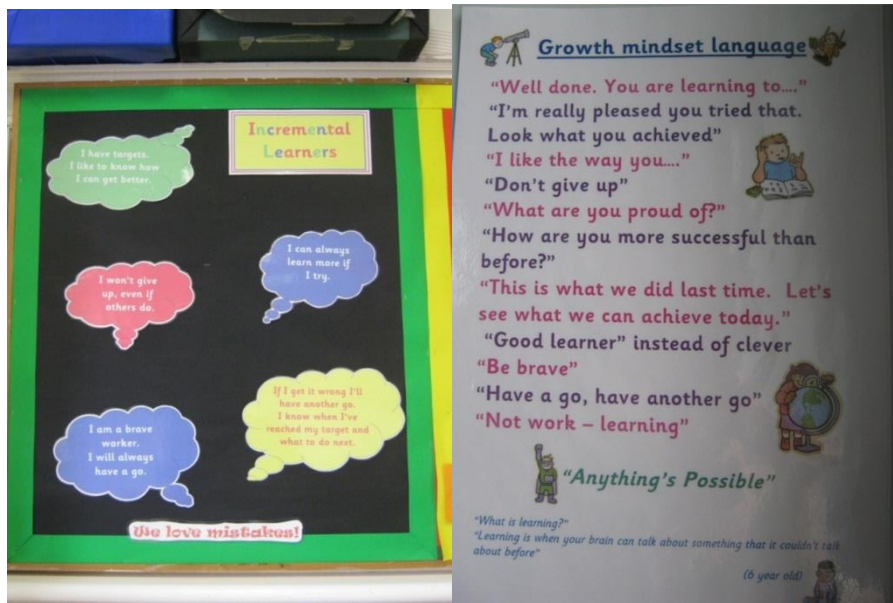 Incremental
Learners
I have targets.
I like to know how
I can get better.
I can always
learn more if
I try.
I won't give
up, even if
others do.
If I get it wrong I'll
have another go.
I know when I've
reached my target and
what to do next.
I am a brave
worker.
I will always
have a go.
We love mistakes!
Growth mindset language
"Well done. You are learning to…."
"I'm really pleased you tried that.
Look what you achieved"
"I like the way you…."
"Don't give up"
"What are you proud of?"
"How are you more successful than
before?"
"This is what we did last time. Let's
see what we can achieve today."
"Good learner" instead of clever
"Be brave"
"Have a go, have another go"
"Not work – learning"
"Anything's Possible"
"What is learning?"
"Learning is when your brain can talk about something that it couldn't talk
about before"
(6 year old)